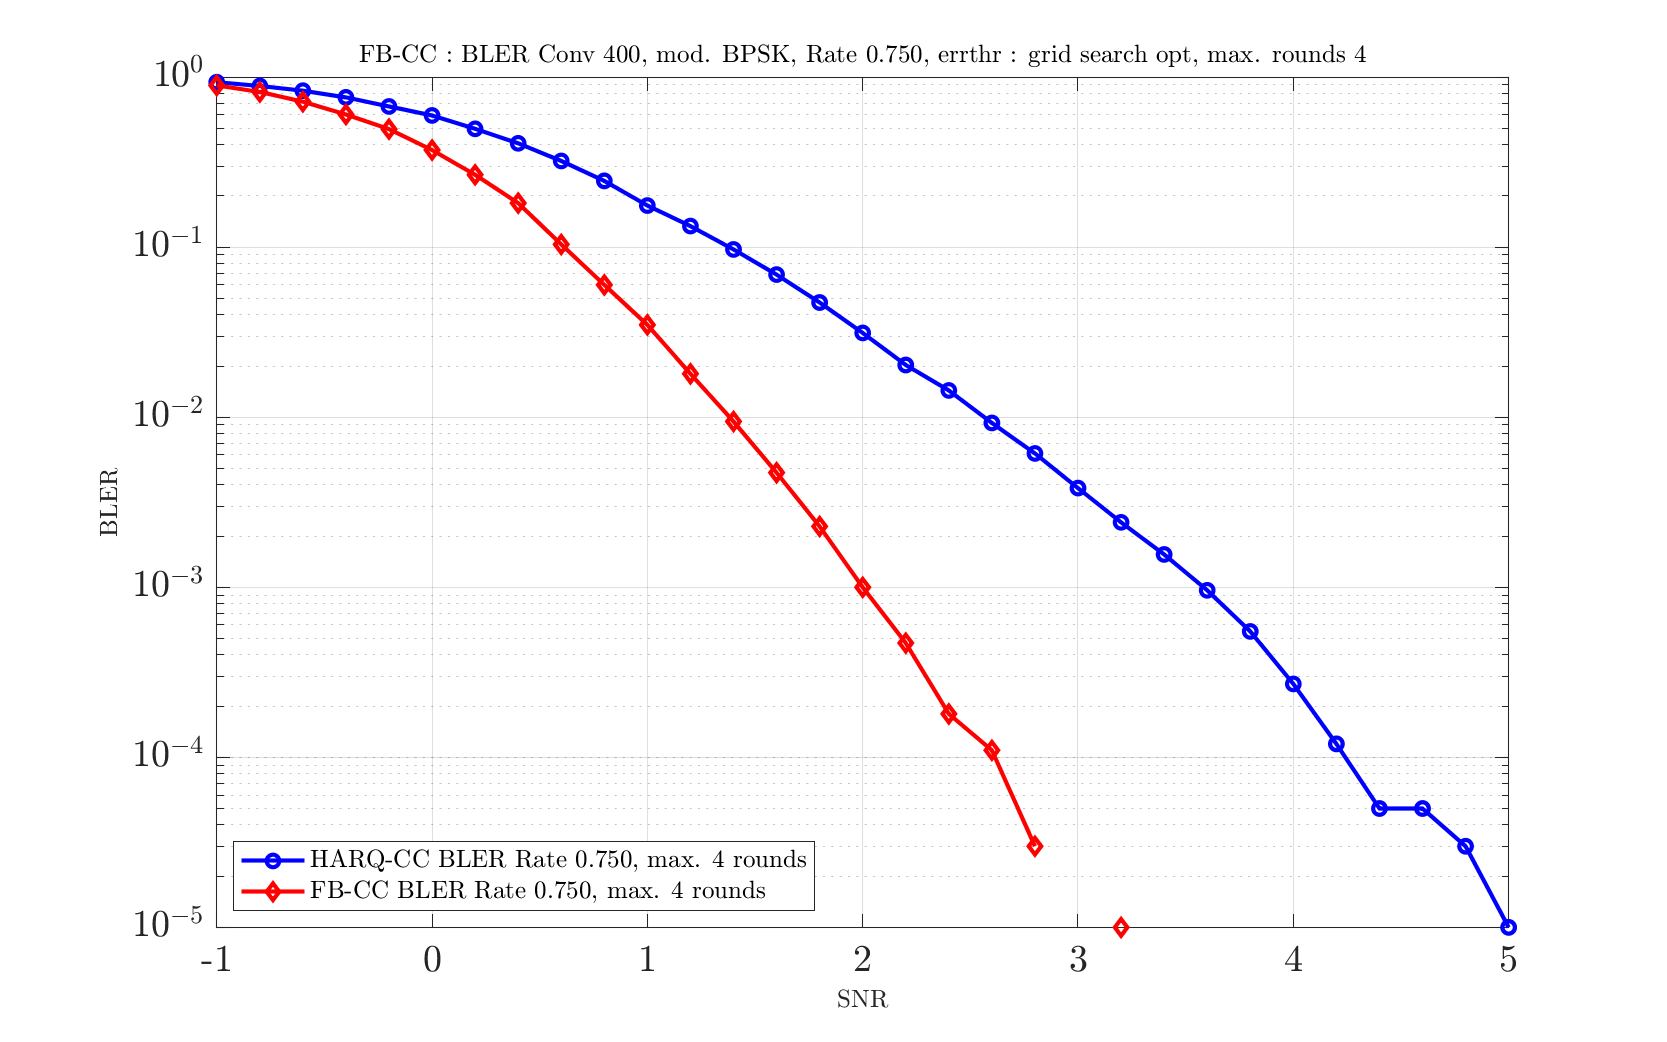 FB-CC : BLER Conv 400, mod. BPSK, Rate 0.750, errthr : grid search opt, max. rounds 4
10^0
10^{-1}
10^{-2}
10^{-3}
10^{-4}
10^{-5}
BLER
HARQ-CC BLER Rate 0.750, max. 4 rounds
FB-CC BLER Rate 0.750, max. 4 rounds
-1 0 1 2 3 4 5
SNR